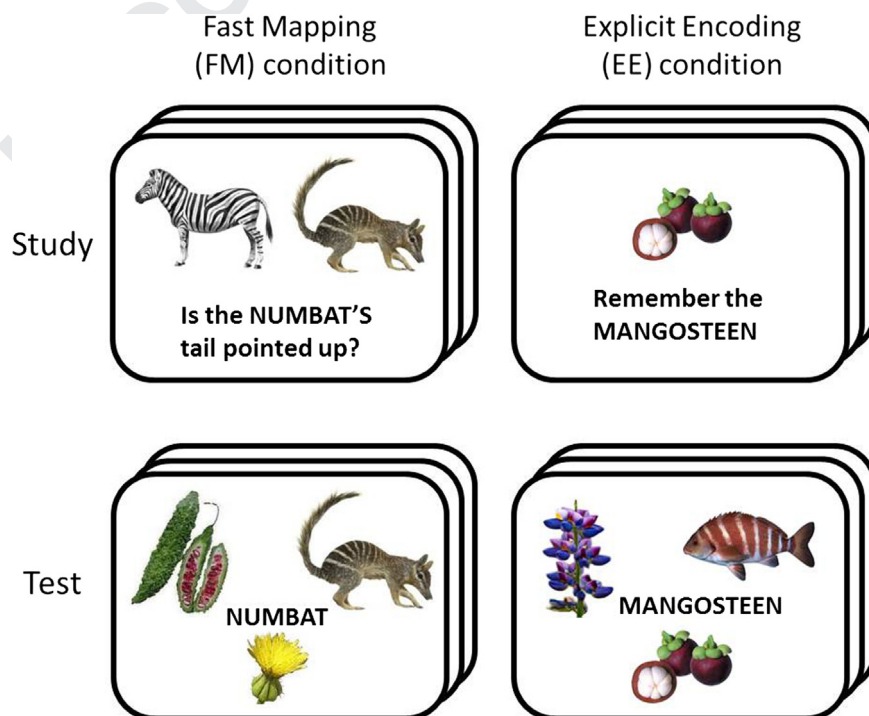 Fast Mapping
(FM) condition
Explicit Encoding
(EE) condition
Study
Is the NUMBAT'S
tail pointed up?
Remember the
MANGOSTEEN
Test
NUMBAT
MANGOSTEEN